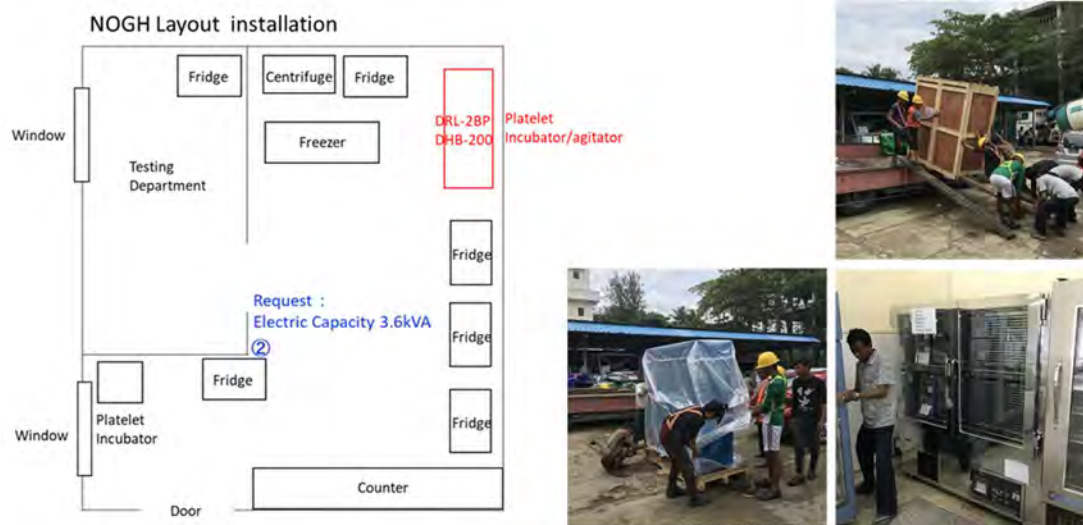 NOGH Layout installation
Fridge
Centrifuge
Fridge
DRL-2BP
DHB-200
Platelet
Incubator/agitator
Window
Freezer
Testing
Department
Fridge
Request :
Electric Capacity 3.6kVA
②
Fridge
Fridge
Platelet
Incubator
Fridge
Window
Counter
Door